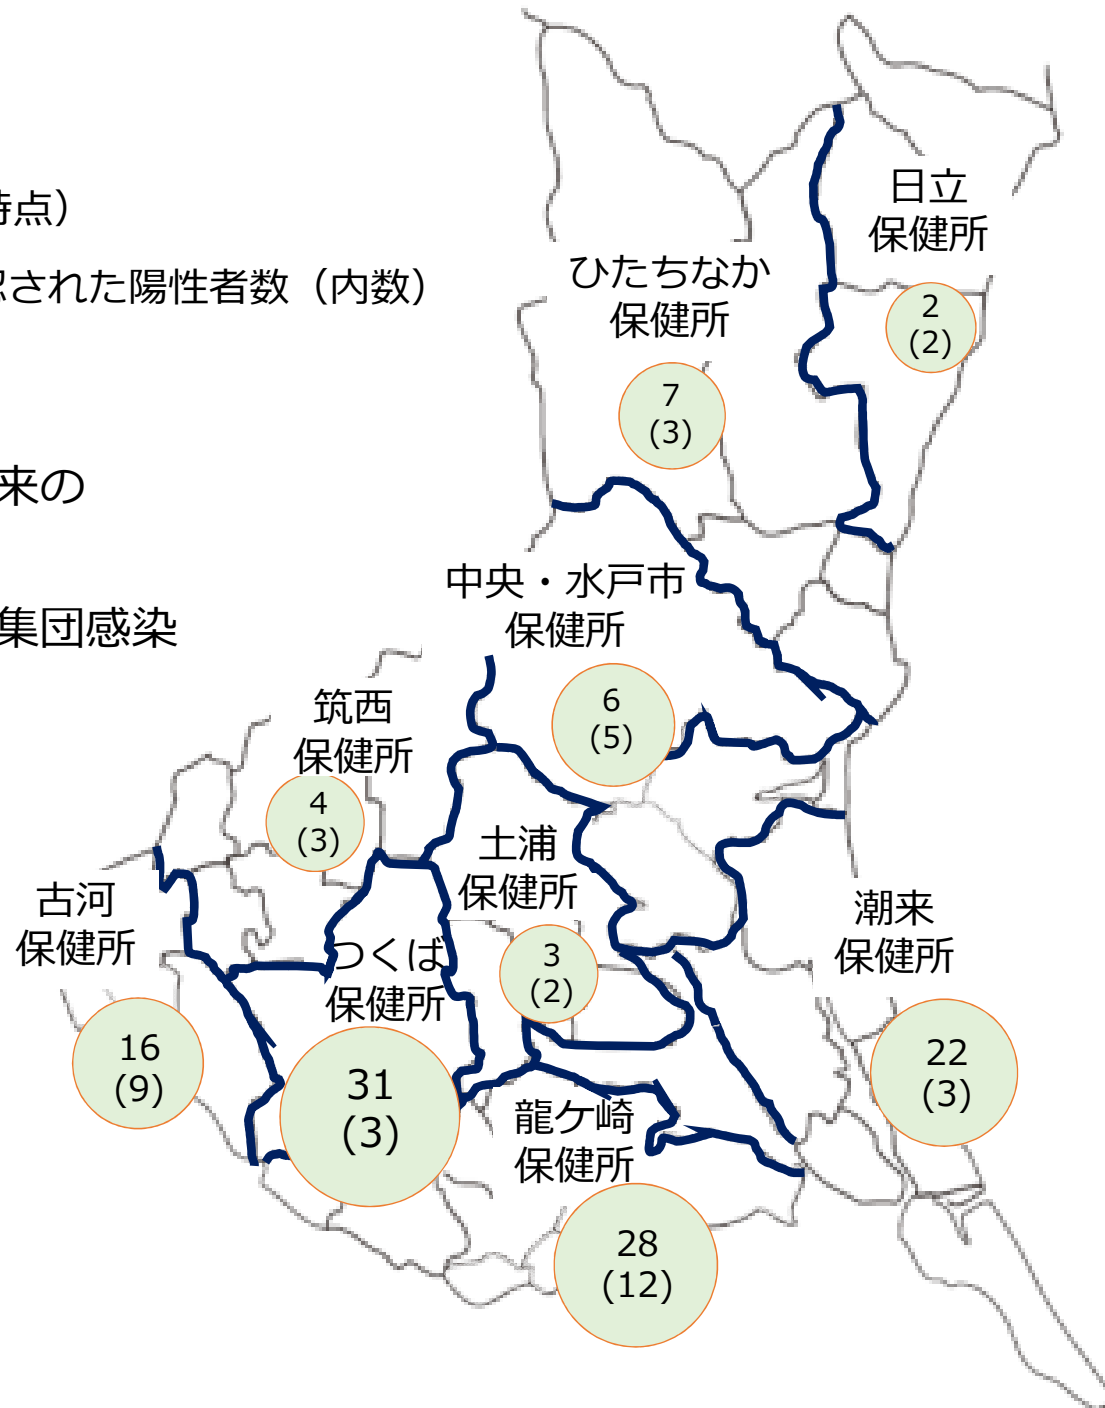 時点）
認された陽性者数（内数）
来の
集団感染
日立
保健所
2
(2)
ひたちなか
保健所
7
(3)
中央・水戸市
保健所
6
(5)
筑西
保健所
4
(3)
土浦
保健所
3
(2)
古河
保健所
16
(9)
つくば
保健所
31
(3)
潮来
保健所
22
(3)
龍ケ崎
保健所
28
(12)